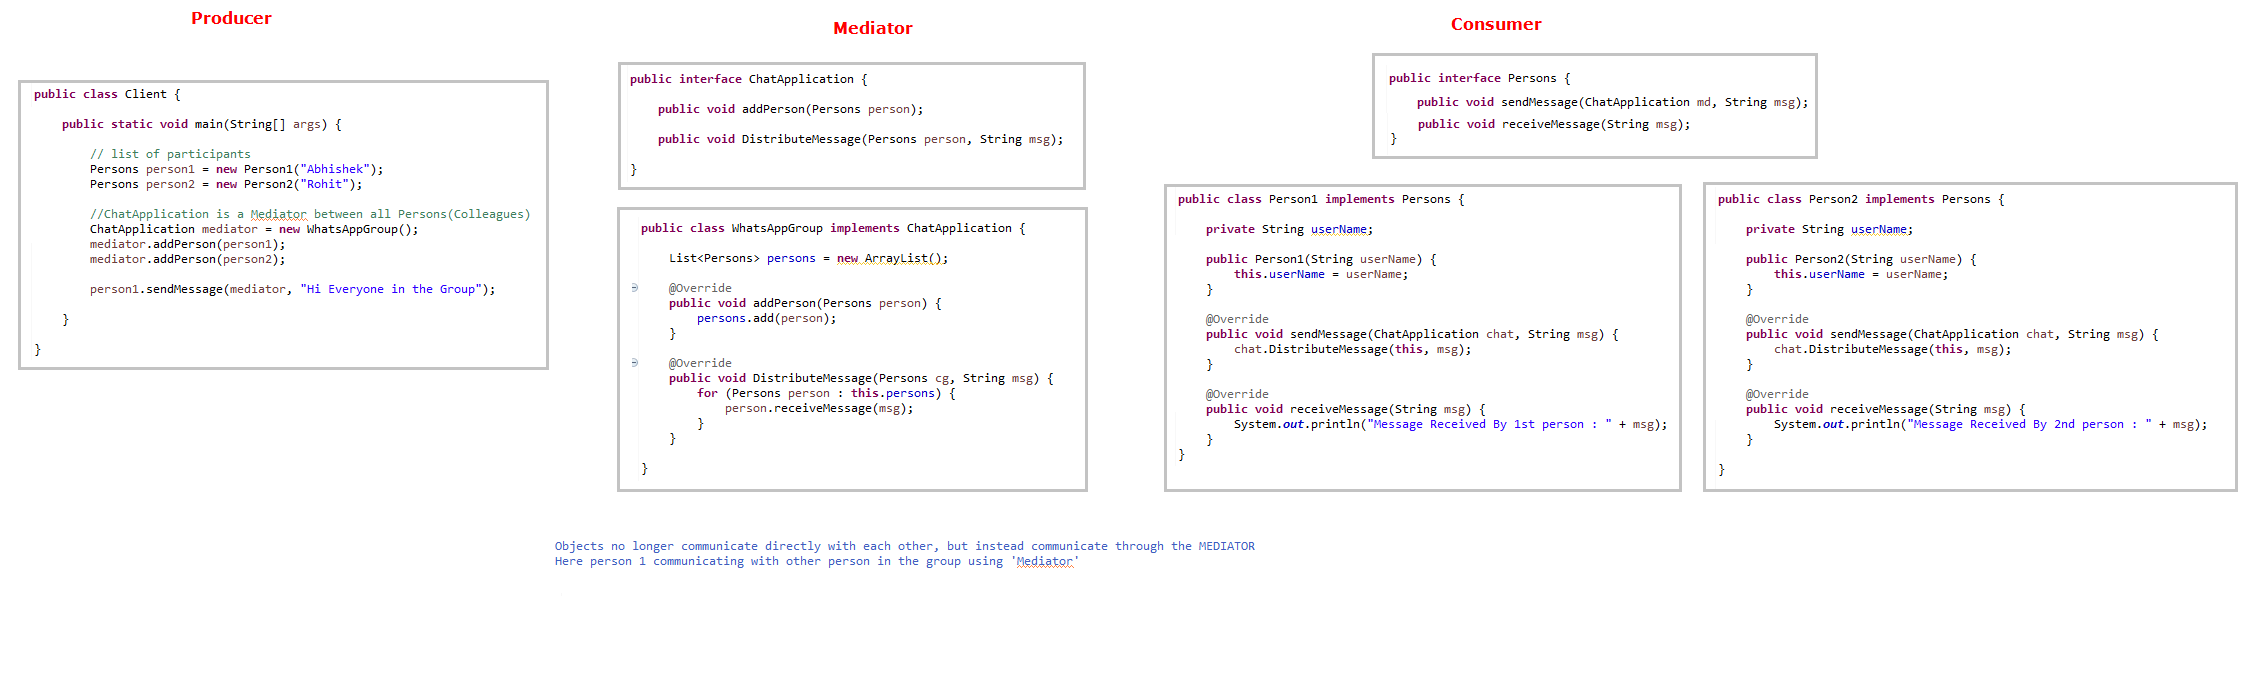 Producer
public class Client {
public static void main(String[] args) {
// list of participants
Persons person1 = new Person1("Abhishek");
Persons person2 = new Person2("Rohit");
//ChatApplication is a Mediator between all Persons(Colleagues)
ChatApplication mediator = new WhatsAppGroup();
mediator.addPerson(person1);
mediator.addPerson(person2);
person1.sendMessage(mediator, "Hi Everyone in the Group");
}
}
Mediator
public interface ChatApplication {
public void addPerson(Persons person);
public void DistributeMessage(Persons person, String msg);
}
public class WhatsAppGroup implements ChatApplication {
List<Persons> persons = new ArrayList();
@Override
public void addPerson(Persons person) {
persons.add(person);
}
@Override
public void DistributeMessage(Persons cg, String msg) {
for (Persons person : this.persons) {
person.receiveMessage(msg);
}
}
}
Consumer
public interface Persons {
public void sendMessage(ChatApplication md, String msg);
public void receiveMessage(String msg);
}
public class Person1 implements Persons {
private String userName;
public Person1(String userName) {
this.userName = userName;
}
@Override
public void sendMessage(ChatApplication chat, String msg) {
chat.DistributeMessage(this, msg);
}
@Override
public void receiveMessage(String msg) {
System.out.println("Message Received By 1st person : " + msg);
}
}
public class Person2 implements Persons {
private String userName;
public Person2(String userName) {
this.userName = userName;
}
@Override
public void sendMessage(ChatApplication chat, String msg) {
chat.DistributeMessage(this, msg);
}
@Override
public void receiveMessage(String msg) {
System.out.println("Message Received By 2nd person : " + msg);
}
}
Objects no longer communicate directly with each other, but instead communicate through the MEDIATOR
Here person 1 communicating with other person in the group using 'Mediator'